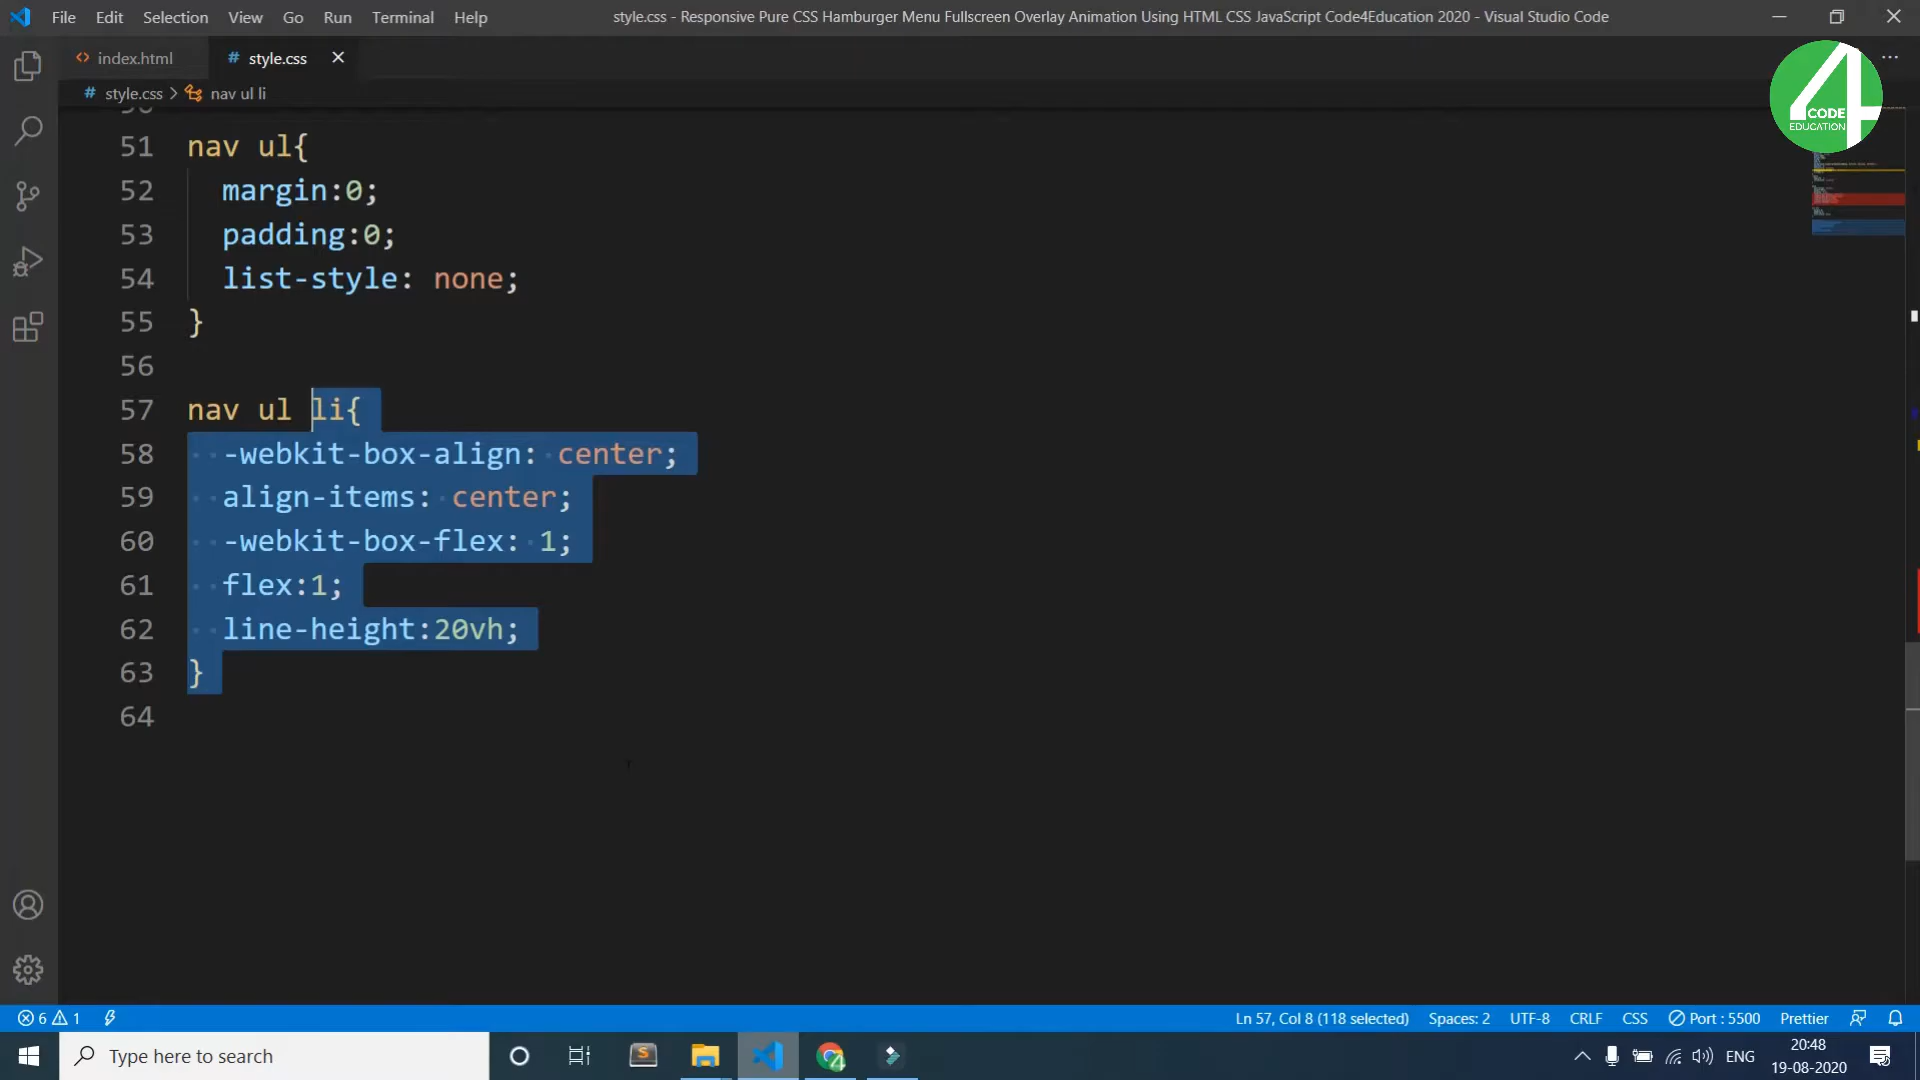 File Edit Selection View Go Run Terminal Help
style.css - Responsive Pure CSS Hamburger Menu Fullscreen Overlay Animation Using HTML CSS JavaScript Code4Education 2020 - Visual Studio Code
index.html
# style.css
# style.css > nav ul li
4
CODE
EDUCATION
51 nav ul{
52 margin:0;
53 padding:0;
54 list-style: none;
55 }
56
57 nav ul li{
58 -webkit-box-align: center;
59 align-items: center;
60 -webkit-box-flex: 1;
61 flex:1;
62 line-height:20vh;
63 }
64
6 1
Ln 57, Col 8 (118 selected) Spaces: 2 UTF-8 CRLF CSS Port : 5500 Prettier
Type here to search
S
4
ENG
20:48
19-08-2020